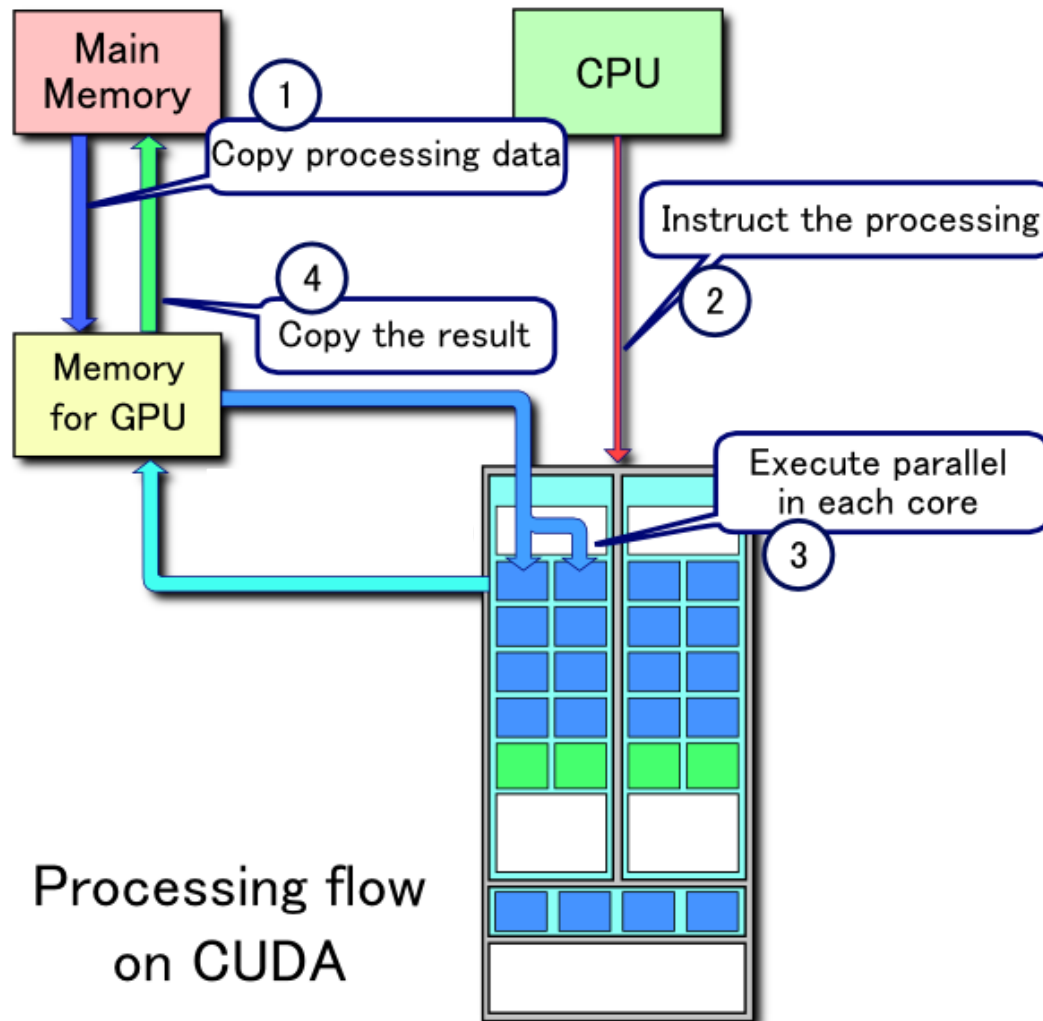 Main
Memory
CPU
1
Copy processing data
Instruct the processing
2
4
Copy the result
Memory
for GPU
Execute parallel
in each core
3
Processing flow
on CUDA